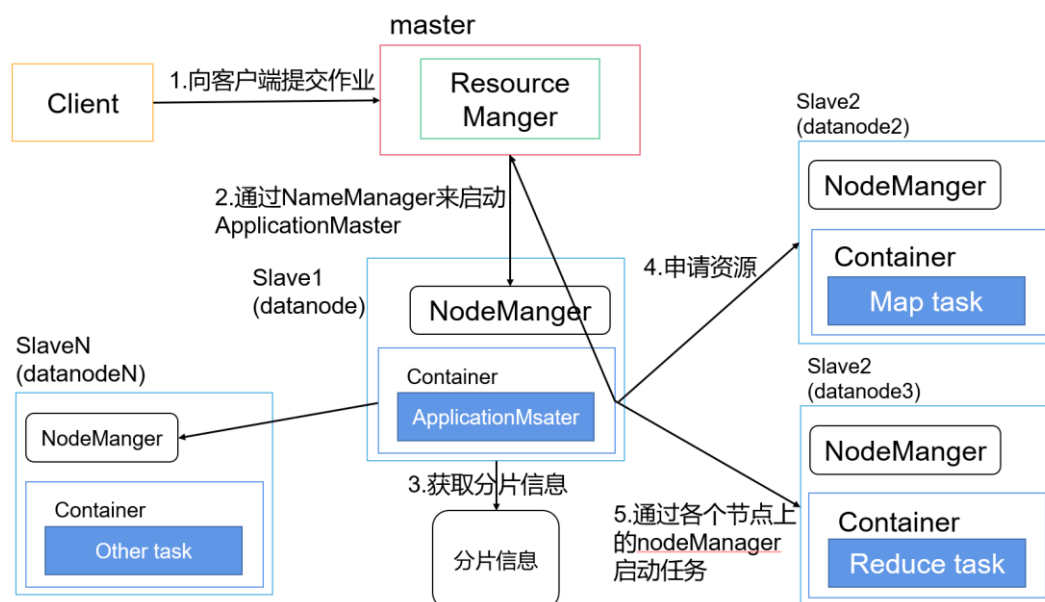 master
Client
1.向客户端提交作业
Resource
Manger
Slave2
(datanode2)
NodeManger
Container
Map task
2.通过NameManager来启动
ApplicationMaster
4.申请资源
Slave1
(datanode)
NodeManger
Container
ApplicationMsater
SlaveN
(datanodeN)
NodeManger
Container
Other task
3.获取分片信息
分片信息
5.通过各个节点上
的nodeManager
启动任务
Slave2
(datanode3)
NodeManger
Container
Reduce task